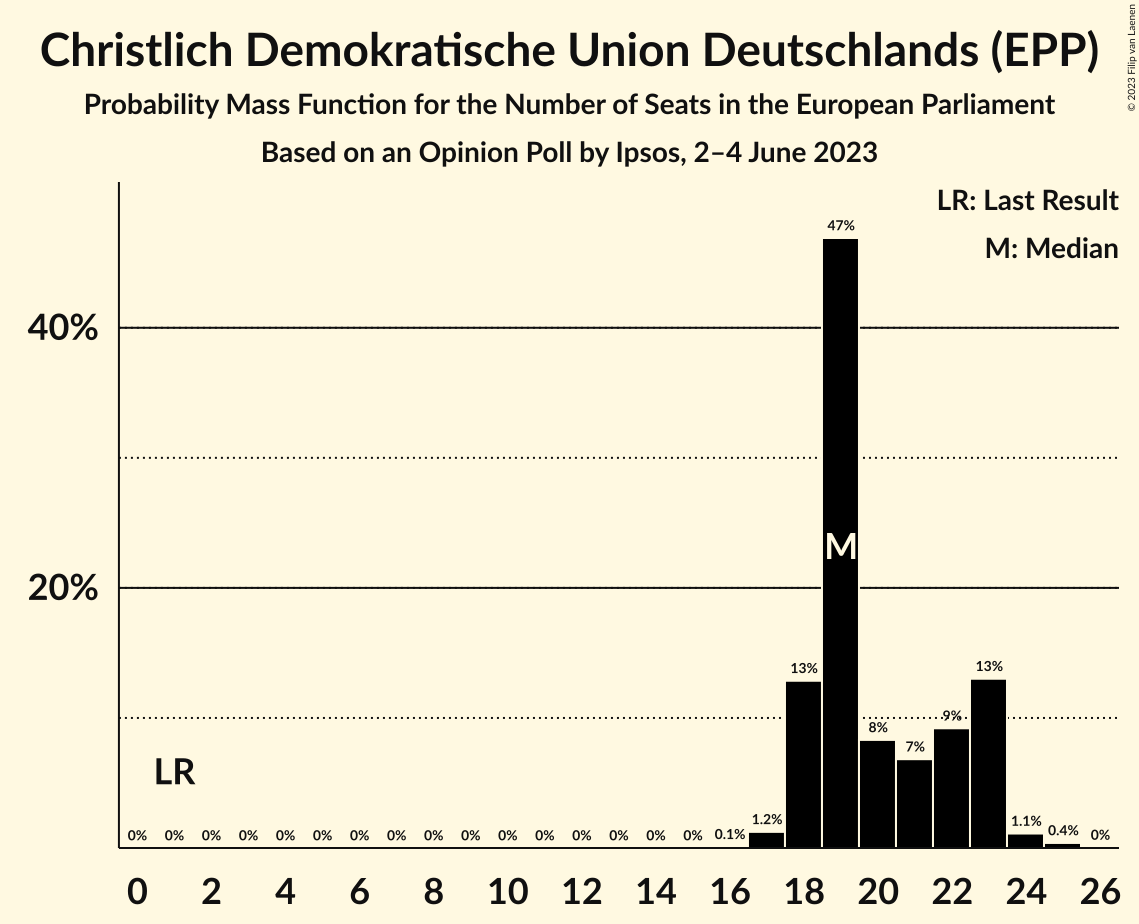 Christlich Demokratische Union Deutschlands (EPP)
Probability Mass Function for the Number of Seats in the European Parliament
Based on an Opinion Poll by Ipsos, 2–4 June 2023
© 2023 Filip van Laenen
LR: Last Result
M: Median
47%
40%
M
20%
13%
13%
9%
8%
7%
LR
0% 0% 0% 0% 0% 0% 0% 0% 0% 0% 0% 0% 0% 0% 0% 0% 0.1% 1.2% 1.1% 0.4% 0%
0 2 4 6 8 10 12 14 16 18 20 22 24 26